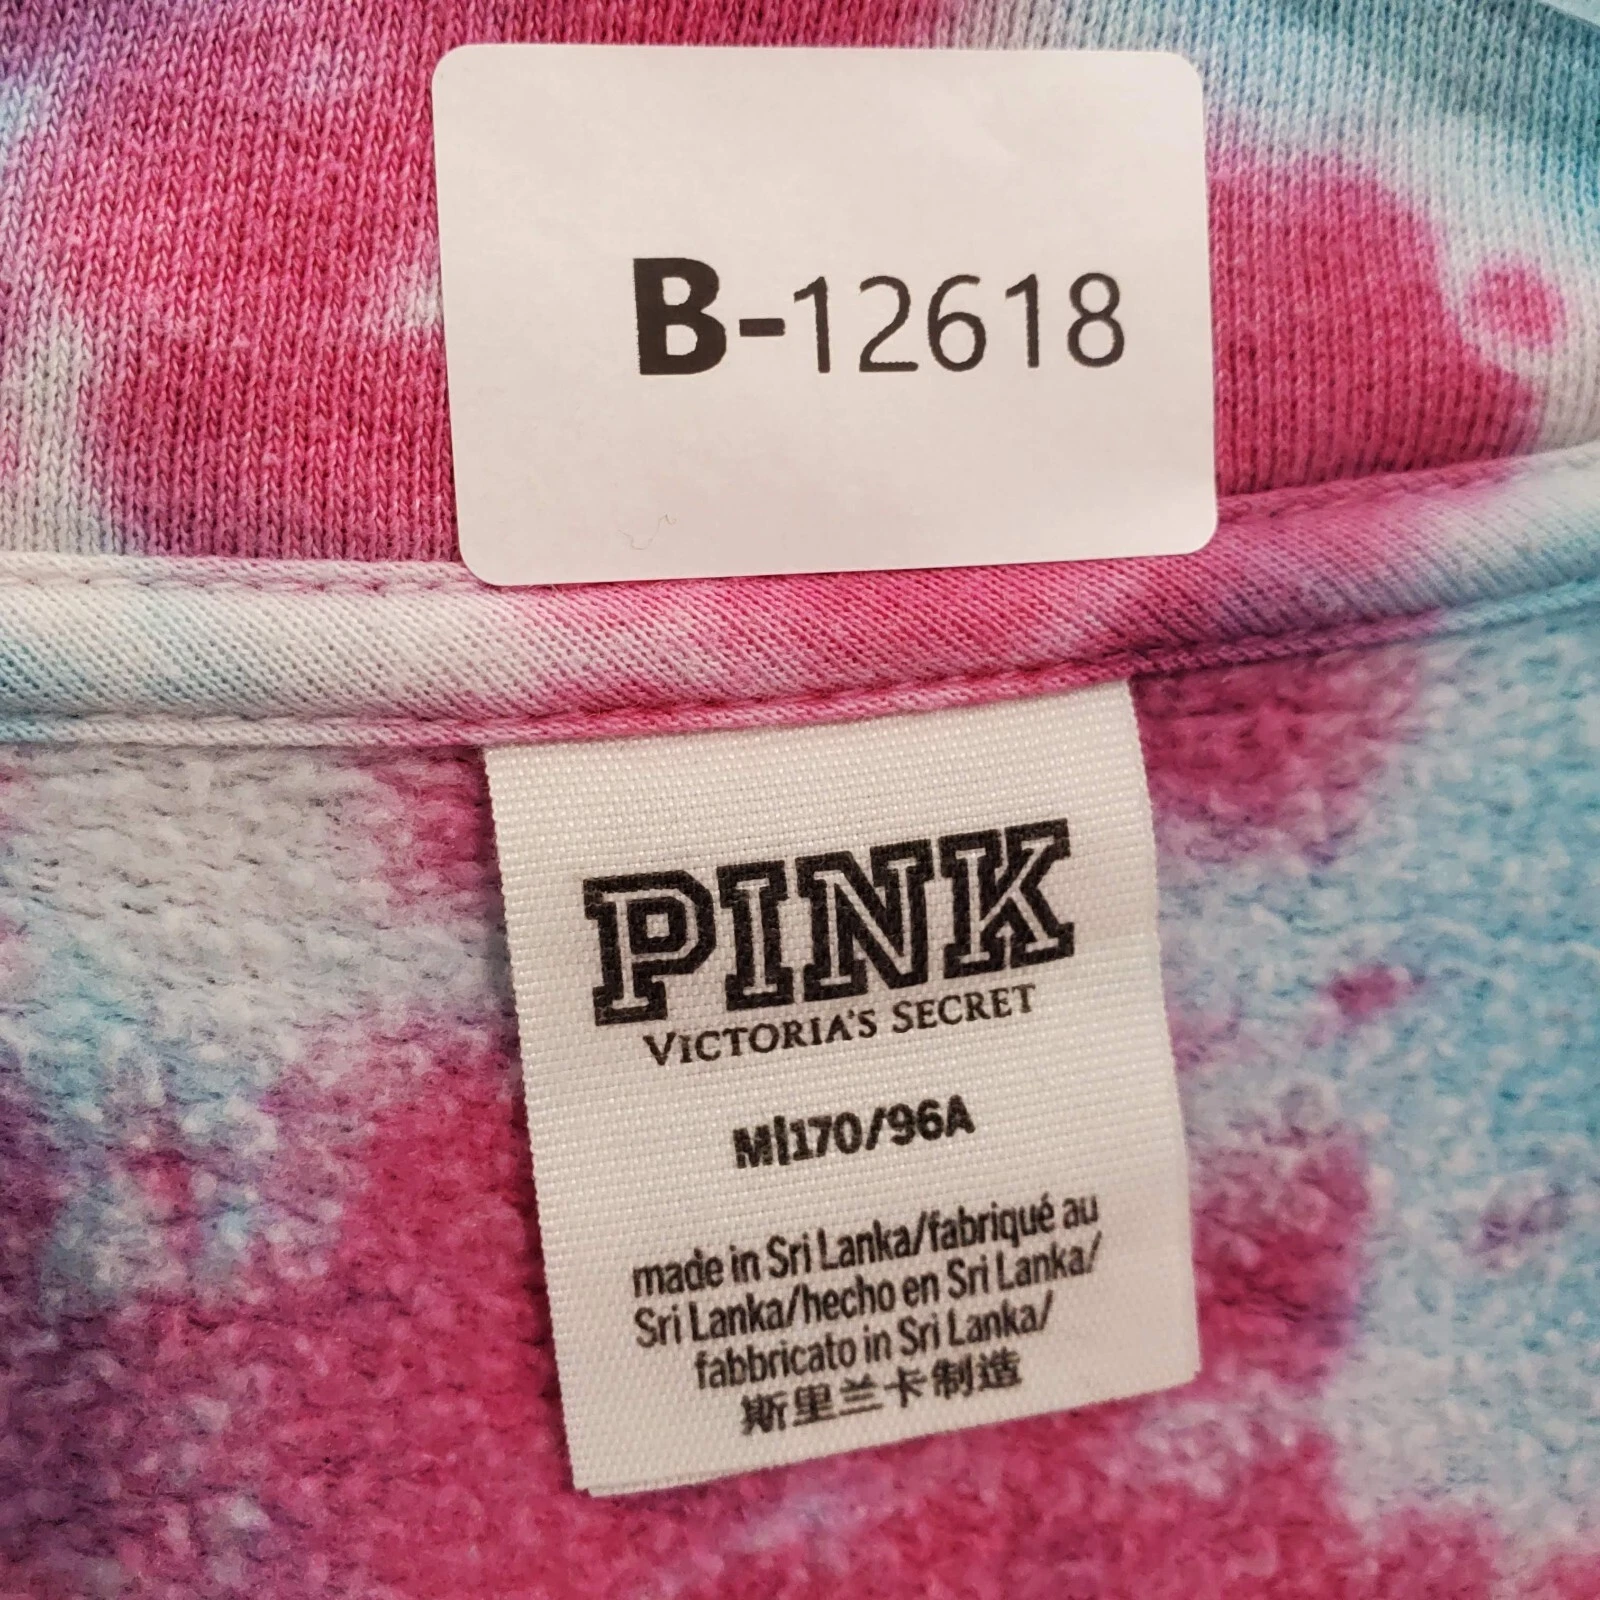 B-12618
PINK
VICTORIA'S SECRET
M|170/96A
made in Sri Lanka/fabriqué au
Sri Lanka/hecho en Sri Lanka/
fabbricato in Sri Lanka/
斯里兰卡制造